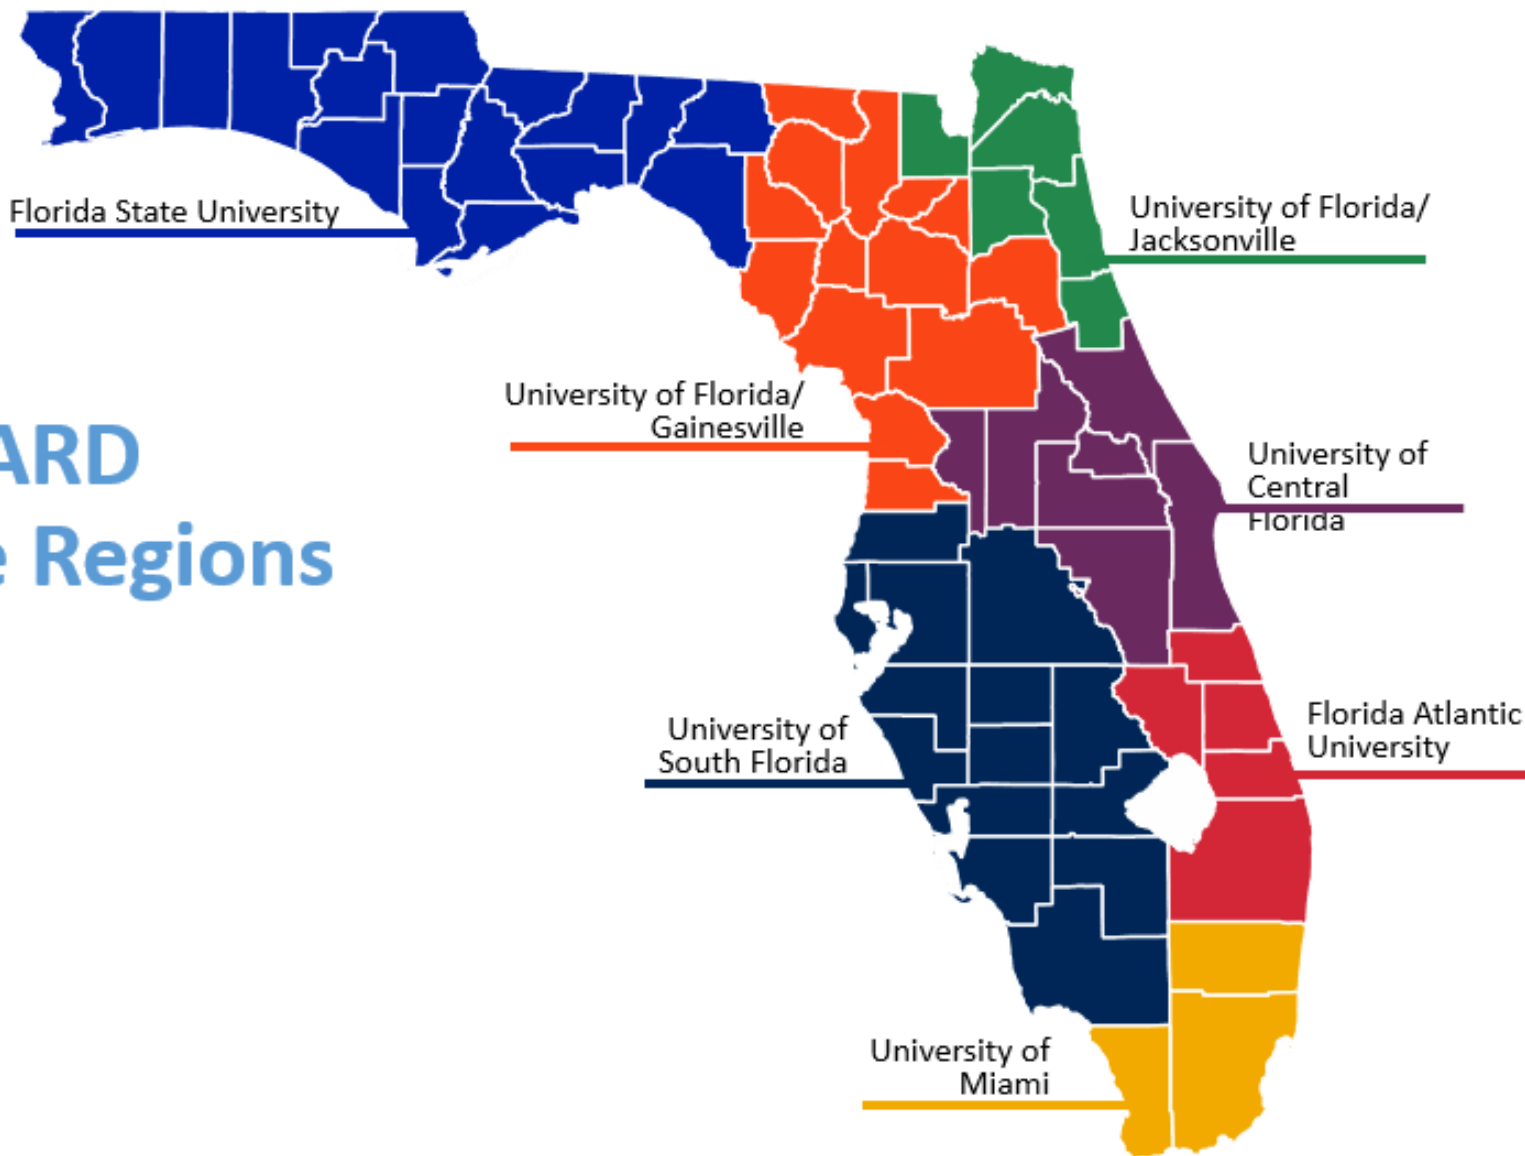 Florida State University
University of Florida/
Jacksonville
University of Florida/
Gainesville
ARD
e Regions
University of
Central
Florida
University of
South Florida
Florida Atlantic
University
University of
Miami